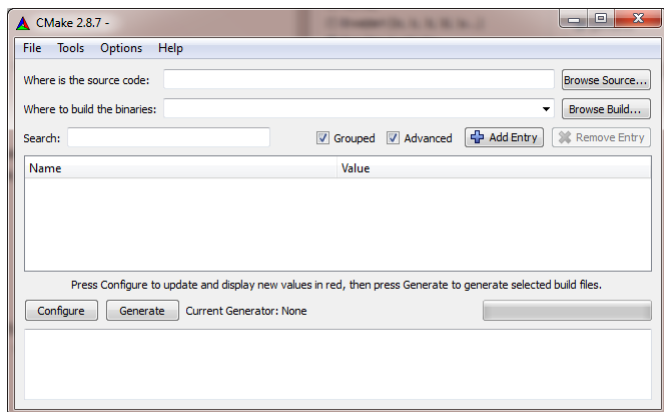 CMake 2.8.7 -
File Tools Options Help
Where is the source code: Browse Source...
Where to build the binaries: Browse Build...
Search: Grouped Advanced Add Entry Remove Entry
Name Value
Press Configure to update and display new values in red, then press Generate to generate selected build files.
Configure Generate Current Generator: None